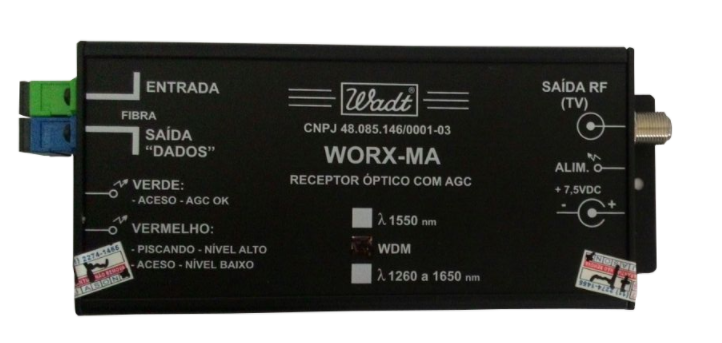 ENTRADA
FIBRA
SAÍDA
"DADOS"
VERDE:
- ACESO - AGC OK
VERMELHO:
- PISCANDO - NÍVEL ALTO
- ACESO - NÍVEL BAIXO
Wadt®
CNPJ 48.085.146/0001-03
WORX-MA
RECEPTOR ÓPTICO COM AGC
λ 1550 nm
WDM
λ 1260 a 1650 nm
SAÍDA RF
(TV)
ALIM.
+ 7,5VDC
- +